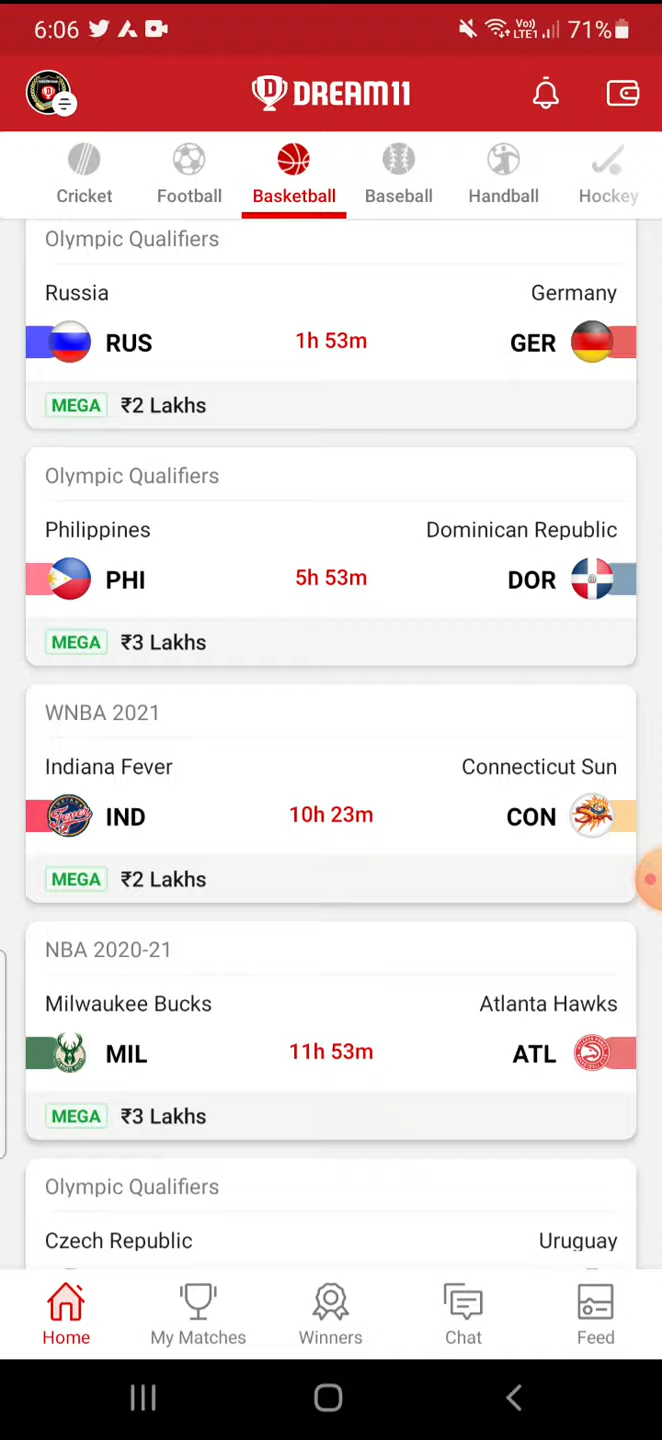 6:06 Vo)) LTE1 71%
DREAM11
Cricket Football Basketball Baseball Handball Hockey
Olympic Qualifiers
Russia Germany
RUS 1h 53m GER
MEGA ₹2 Lakhs
Olympic Qualifiers
Philippines Dominican Republic
PHI 5h 53m DOR
MEGA ₹3 Lakhs
WNBA 2021
Indiana Fever Connecticut Sun
IND 10h 23m CON
MEGA ₹2 Lakhs
NBA 2020-21
Milwaukee Bucks Atlanta Hawks
MIL 11h 53m ATL
MEGA ₹3 Lakhs
Olympic Qualifiers
Czech Republic Uruguay
Home My Matches Winners Chat Feed